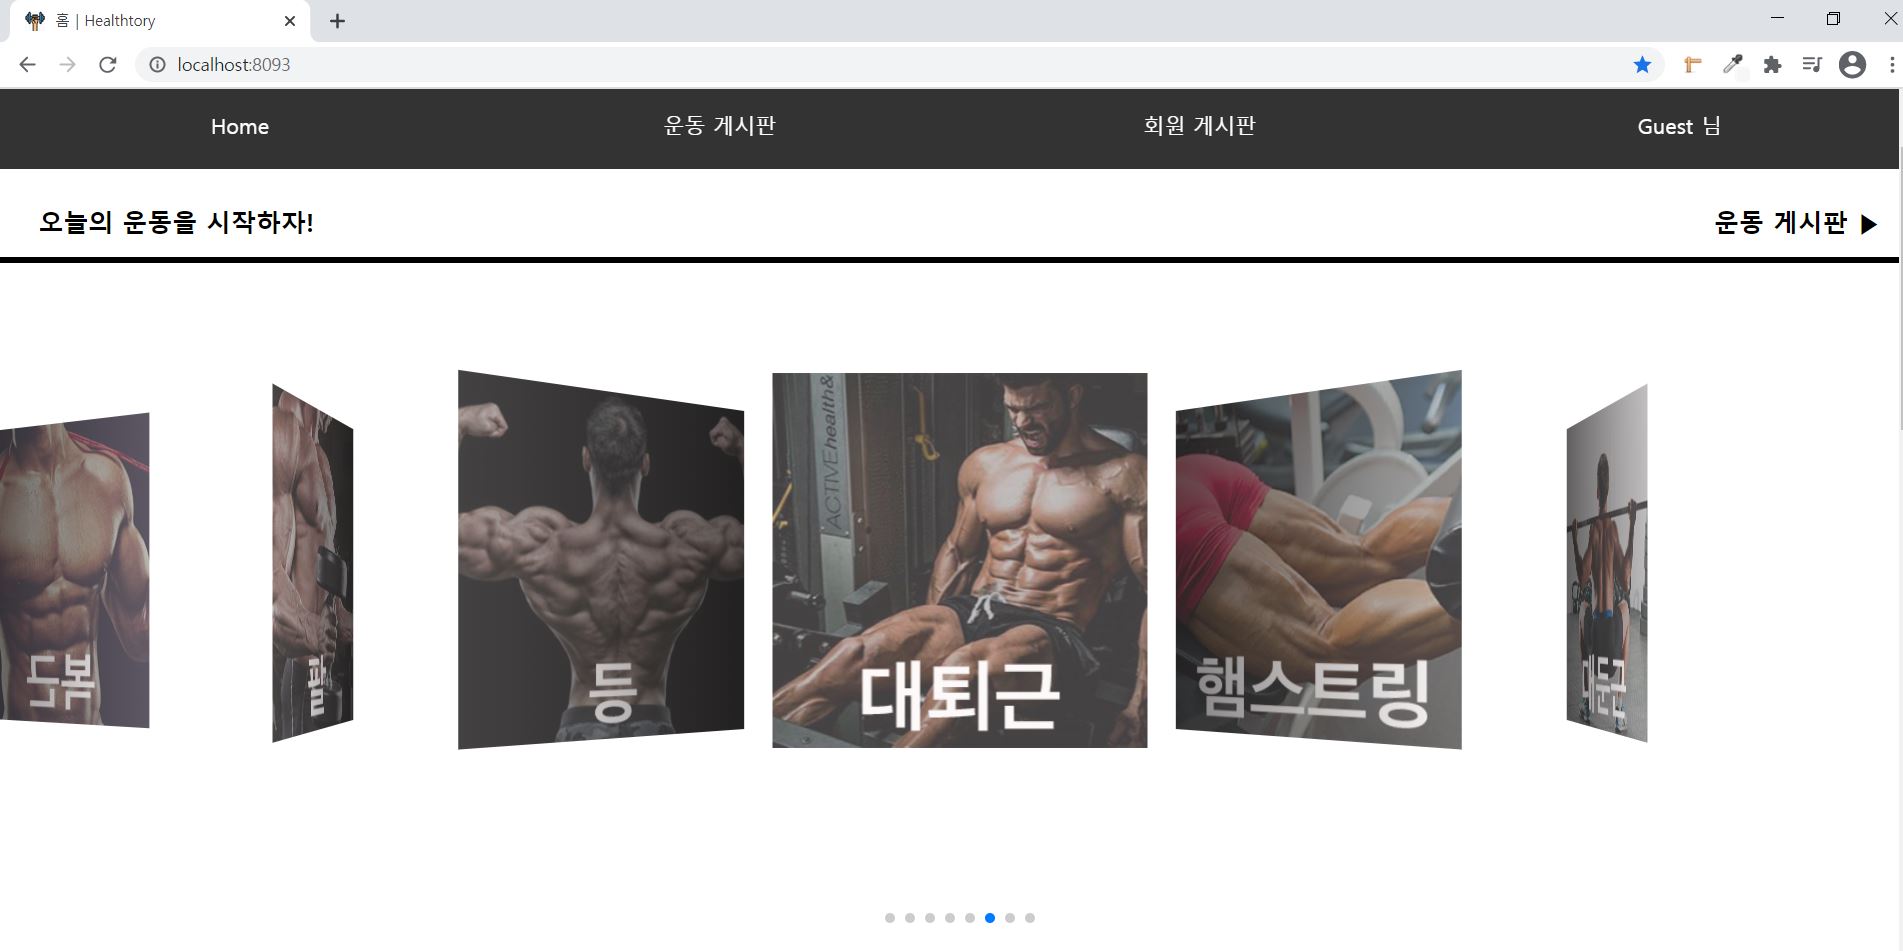 홈 | Healthtory
localhost:8093
Home
운동 게시판
회원 게시판
Guest 님
오늘의 운동을 시작하자!
운동 게시판 ▶
ACTIVEhealth&
복근
팔
등
대퇴근
햄스트링
대둔근